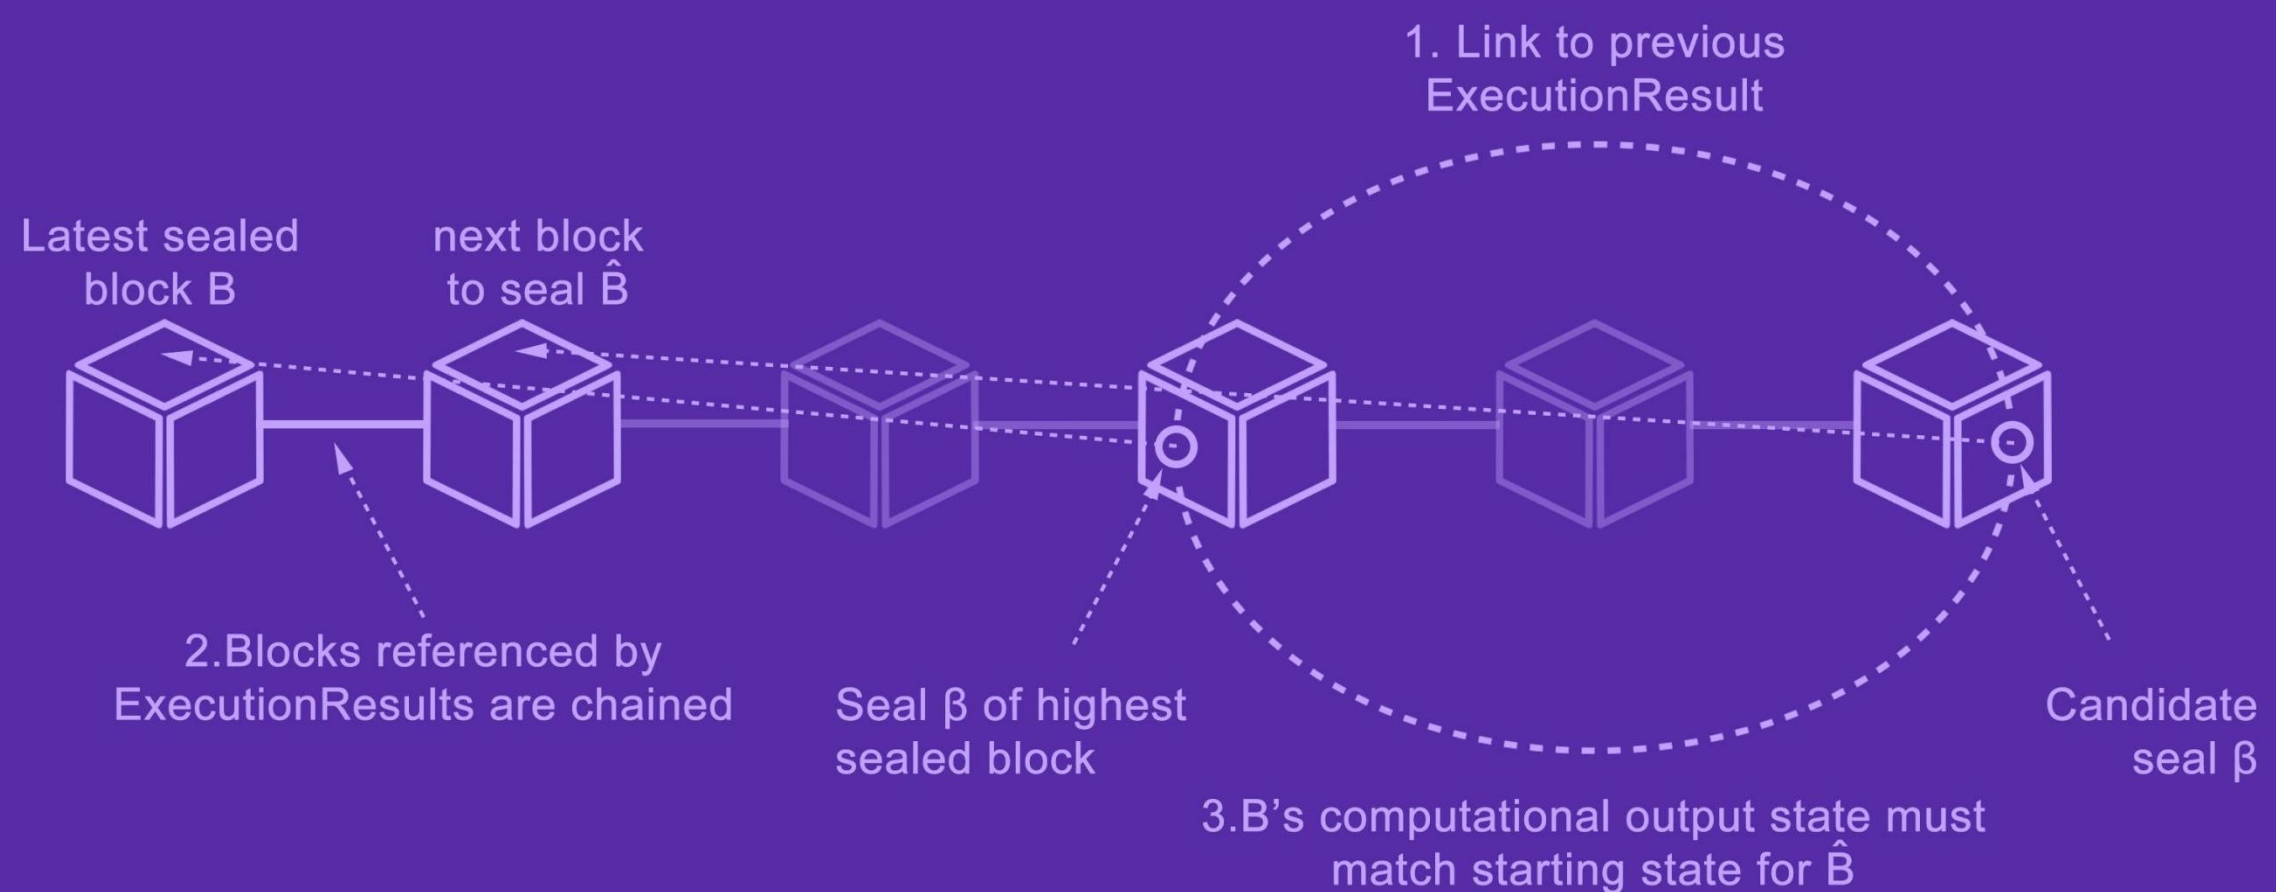 1. Link to previous
ExecutionResult
Latest sealed
block B
next block
to seal B̂
2.Blocks referenced by
ExecutionResults are chained
Seal β of highest
sealed block
Candidate
seal β
3.B’s computational output state must
match starting state for B̂